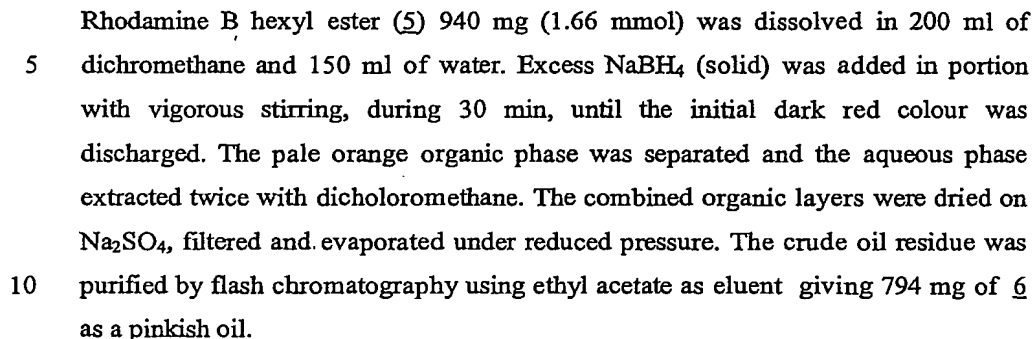 Rhodamine B hexyl ester (5) 940 mg (1.66 mmol) was dissolved in 200 ml of
5 dichromethane and 150 ml of water. Excess NaBH₄ (solid) was added in portion
with vigorous stirring, during 30 min, until the initial dark red colour was
discharged. The pale orange organic phase was separated and the aqueous phase
extracted twice with dicholoromethane. The combined organic layers were dried on
Na₂SO₄, filtered and evaporated under reduced pressure. The crude oil residue was
10 purified by flash chromatography using ethyl acetate as eluent giving 794 mg of 6
as a pinkish oil.